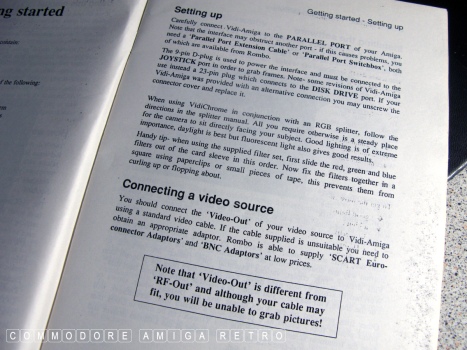 ng started
of the following:
Getting started - Setting up
Setting up
Carefully connect Vidi-Amiga to the PARALLEL PORT of your Amiga.
Note that the interface may obstruct another port - if this causes problems, you
need a 'Parallel Port Extension Cable' or 'Parallel Port Switchbox', both
of which are available from Rombo.
The 9-pin D-plug is used to power the interface and must be connected to the
JOYSTICK port in order to grab frames. Note- some revisions of Vidi-Amiga
use instead a 23-pin plug which connects to the DISK DRIVE port. If your
Vidi-Amiga was provided with an alternative connection you may unscrew the
connector cover and replace it.
When using VidiChrome in conjunction with an RGB splitter, follow the
directions in the splitter manual. All you require otherwise is a steady place
for the camera to sit directly facing your subject. Good lighting is of extreme
importance, daylight is best but fluorescent light also gives good results.
Handy tip- when using the supplied filter set, first slide the red, green and blue
filters out of the card sleeve in this order. Now fix the filters together in a
square using paperclips or small pieces of tape, this prevents them from
curling up or flopping about.
Connecting a video source
You should connect the 'Video-Out' of your video source to Vidi-Amiga
using a standard video cable. If the cable supplied is unsuitable you need to
obtain an appropriate adaptor. Rombo is able to supply 'SCART Euro-
connector Adaptors' and 'BNC Adaptors' at low prices.
Note that 'Video-Out' is different from
'RF-Out' and although your cable may
fit, you will be unable to grab pictures!
COMMODORE AMIGA RETRO